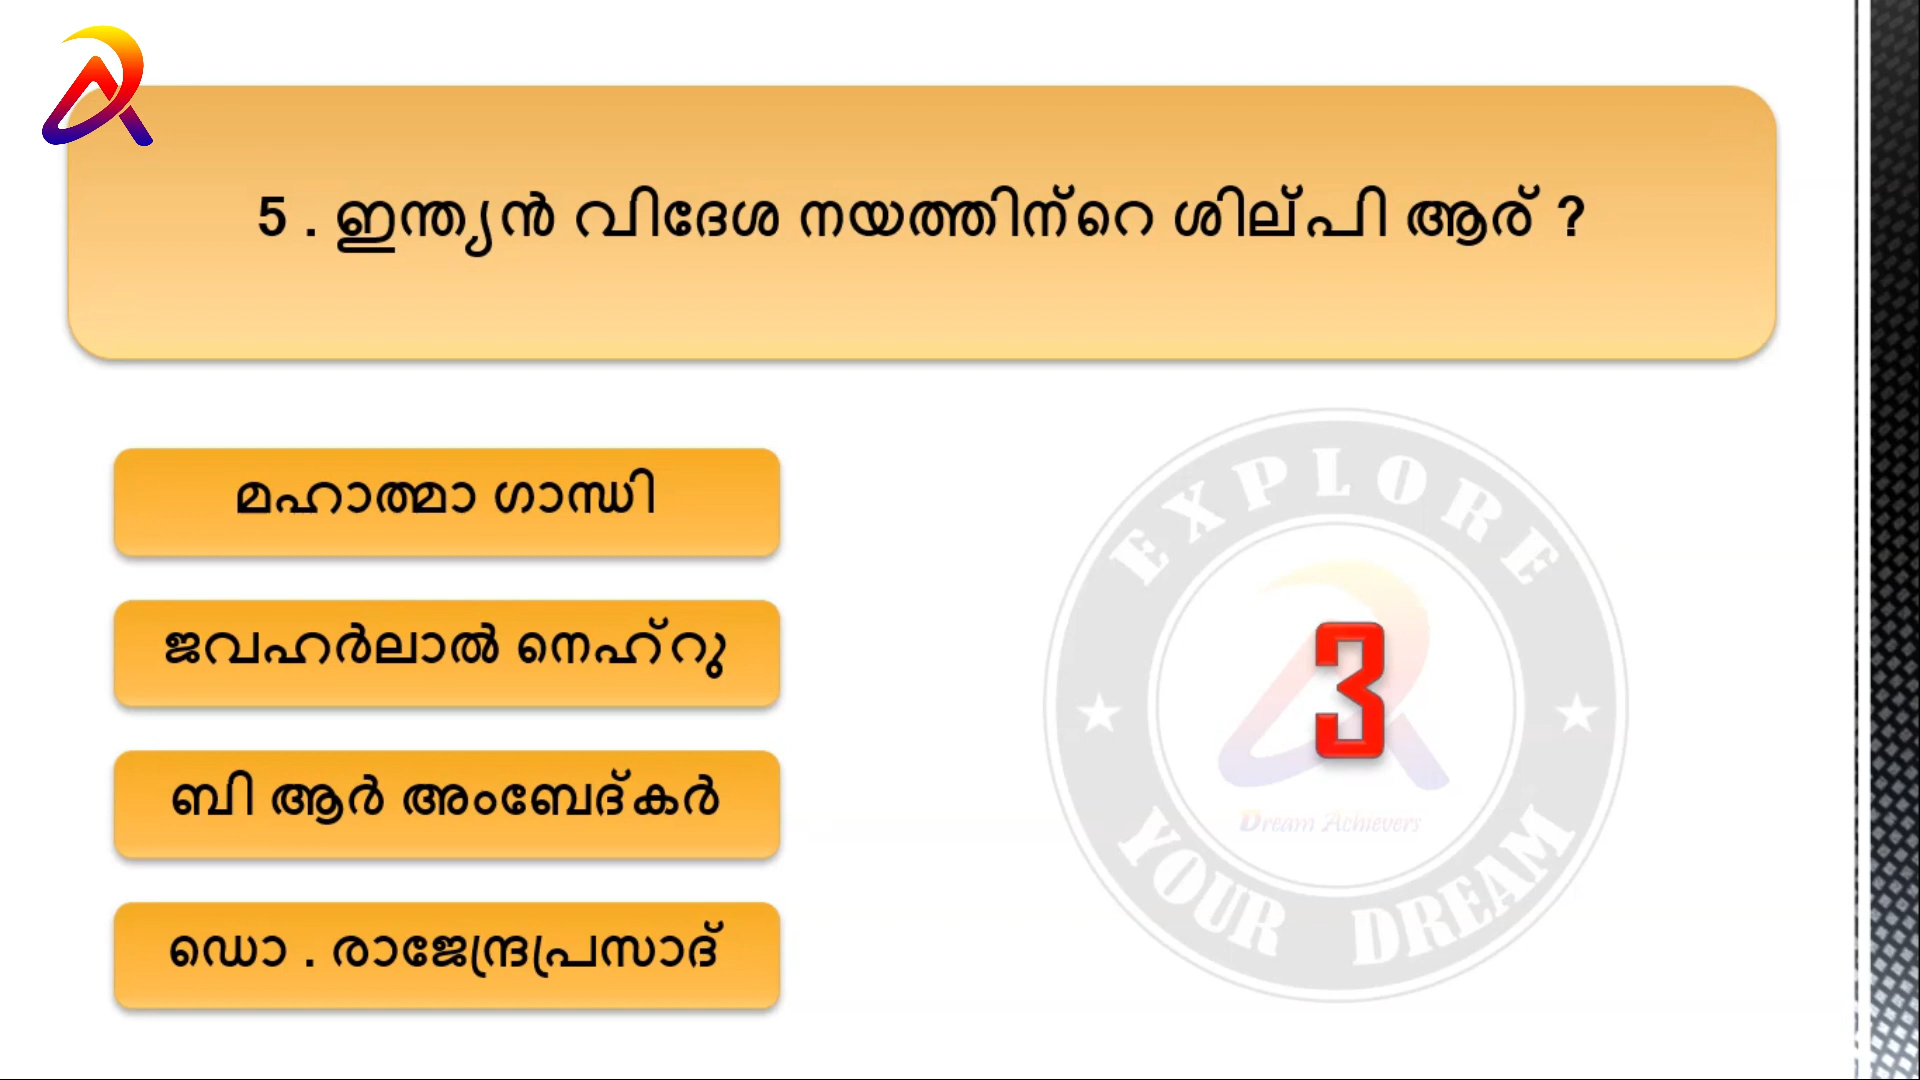 5 . ഇന്ത്യൻ വിദേശ നയത്തിന്റെ ശില്പി ആര് ?
മഹാത്മാ ഗാന്ധി
ജവഹർലാൽ നെഹ്റു
ബി ആർ അംബേദ്കർ
ഡൊ . രാജേന്ദ്രപ്രസാദ്
EXPLORE
3
Dream Achievers
YOUR DREAM